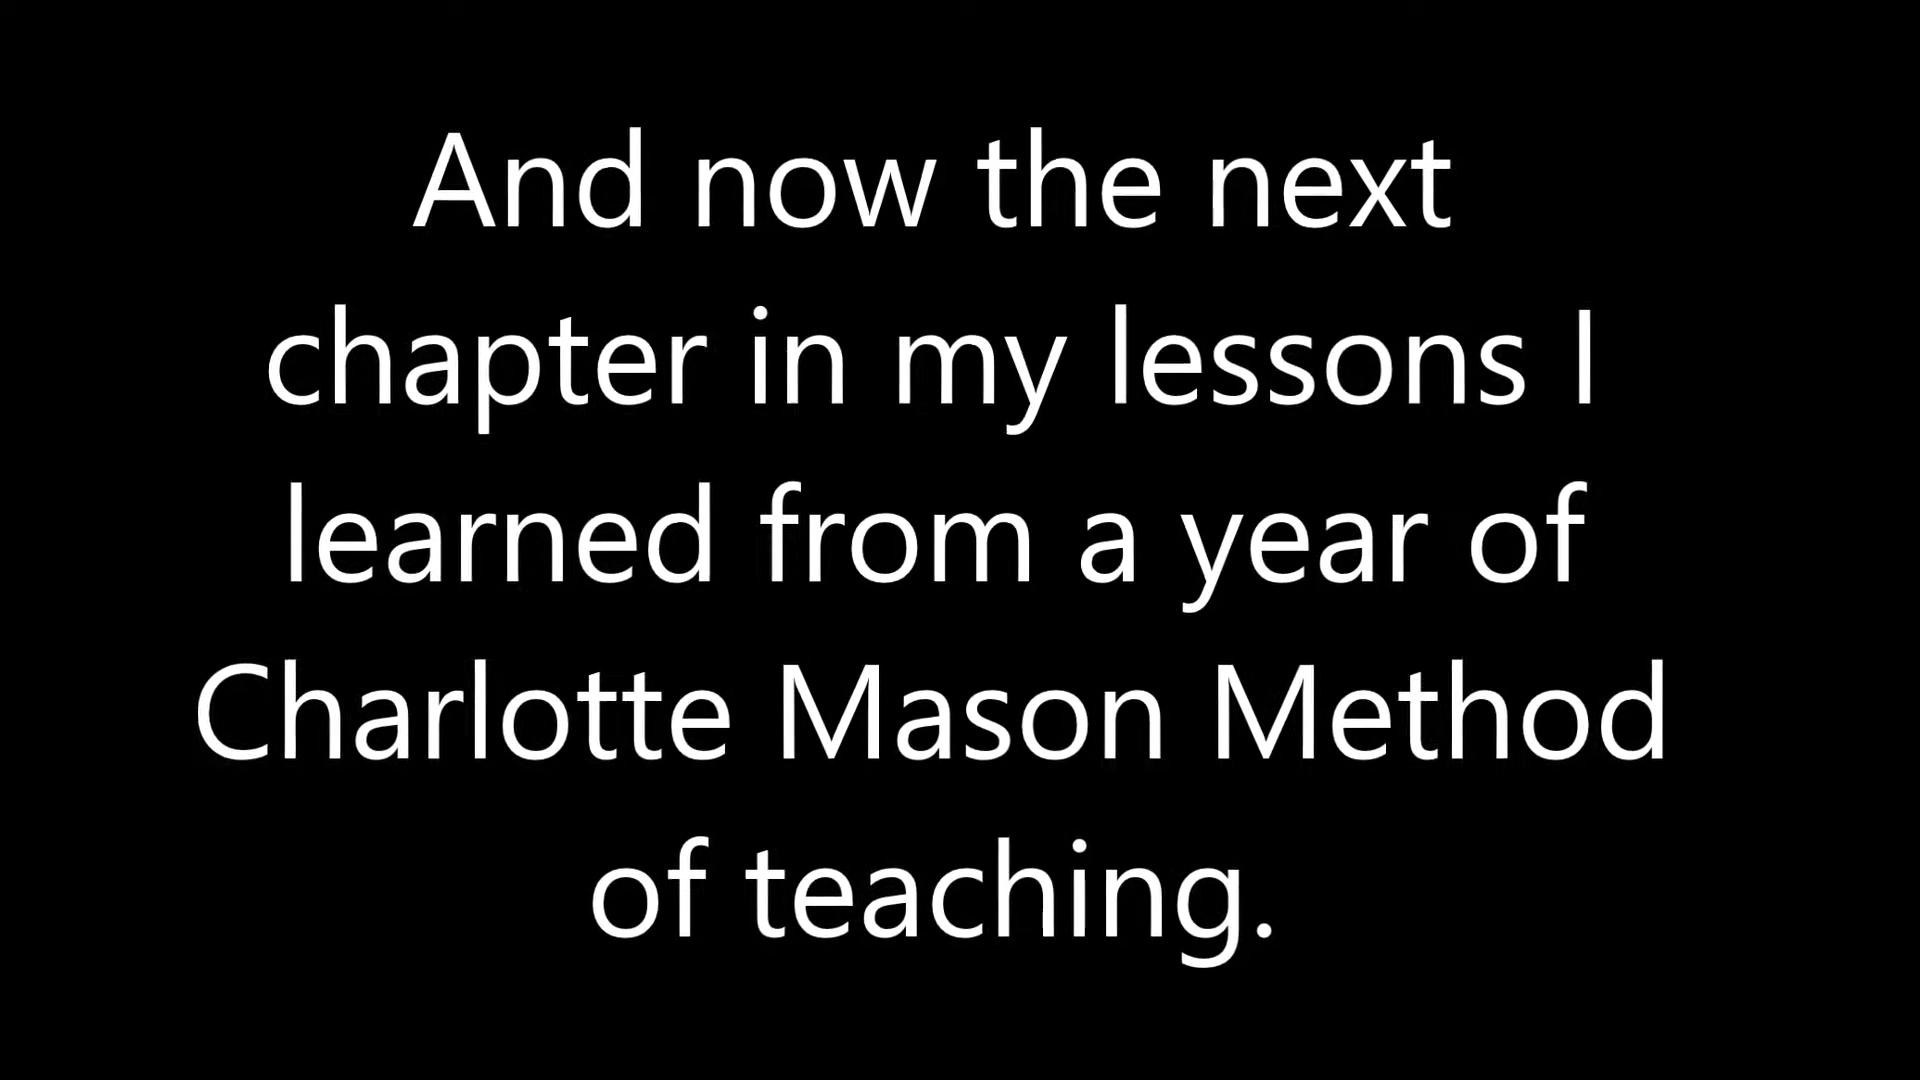 And now the next
chapter in my lessons I
learned from a year of
Charlotte Mason Method
of teaching.